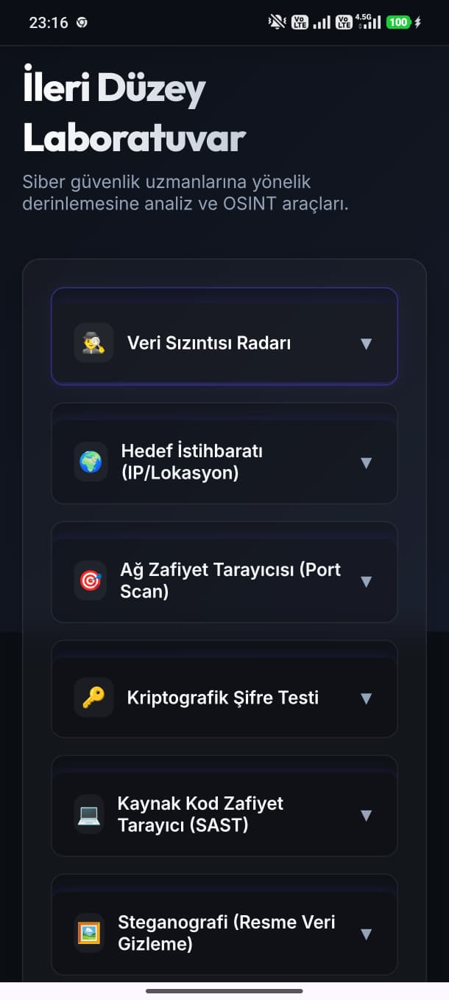 23:16
Vo
LTE
Vo
LTE
4.5G
100
İleri Düzey
Laboratuvar
Siber güvenlik uzmanlarına yönelik
derinlemesine analiz ve OSINT araçları.
Veri Sızıntısı Radarı
Hedef İstihbaratı
(IP/Lokasyon)
Ağ Zafiyet Tarayıcısı (Port
Scan)
Kriptografik Şifre Testi
Kaynak Kod Zafiyet
Tarayıcı (SAST)
Steganografi (Resme Veri
Gizleme)